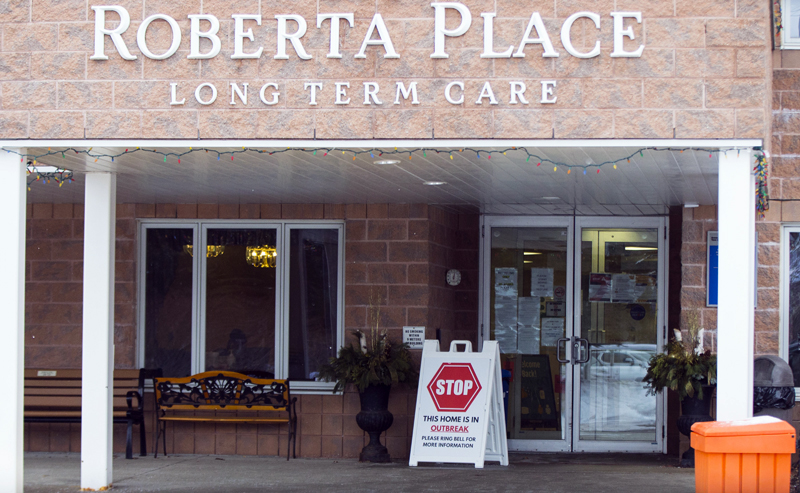 ROBERTA PLACE
LONG TERM CARE
STOP
THIS HOME IS IN
OUTBREAK
PLEASE RING BELL FOR
MORE INFORMATION